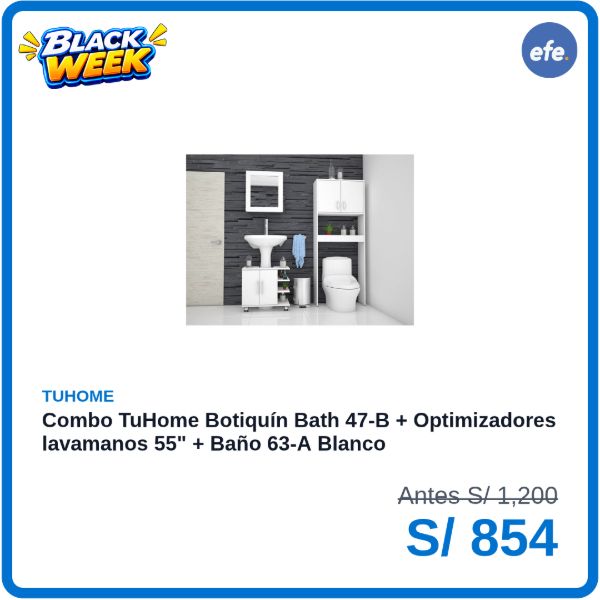 BLACK
WEEK
efe.
TUHOME
Combo TuHome Botiquín Bath 47-B + Optimizadores
lavamanos 55" + Baño 63-A Blanco
Antes S/ 1,200
S/ 854